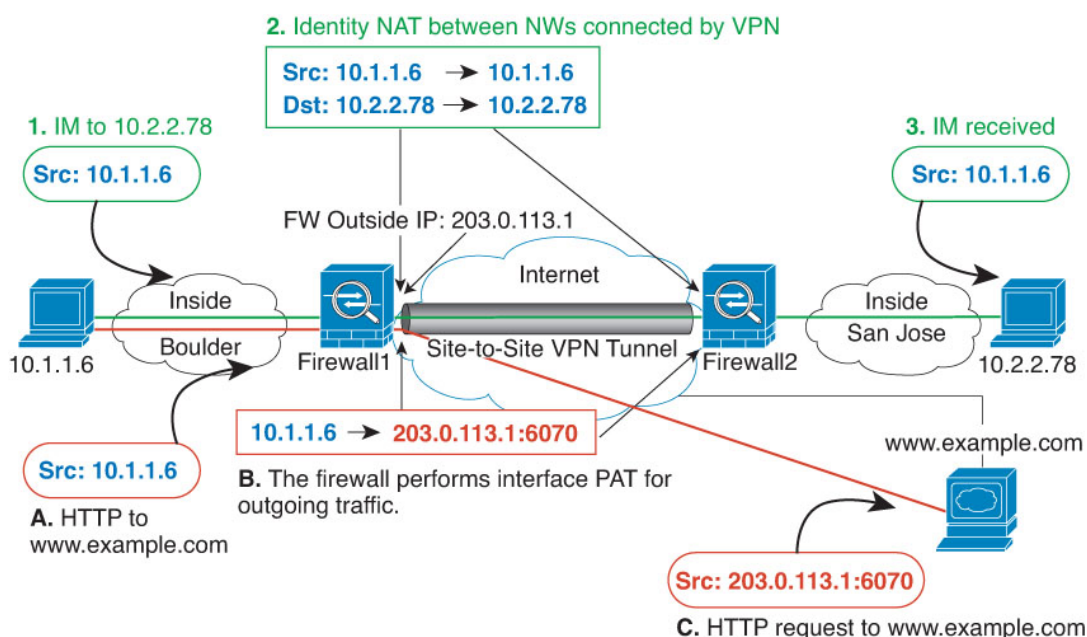 2. Identity NAT between NWs connected by VPN
Src: 10.1.1.6 → 10.1.1.6
Dst: 10.2.2.78 → 10.2.2.78
1. IM to 10.2.2.78
Src: 10.1.1.6
3. IM received
Src: 10.1.1.6
FW Outside IP: 203.0.113.1
Internet
Inside
Boulder
10.1.1.6
Firewall1
Site-to-Site VPN Tunnel
Firewall2
Inside
San Jose
10.2.2.78
10.1.1.6 → 203.0.113.1:6070
B. The firewall performs interface PAT for
outgoing traffic.
Src: 10.1.1.6
A. HTTP to
www.example.com
www.example.com
Src: 203.0.113.1:6070
C. HTTP request to www.example.com